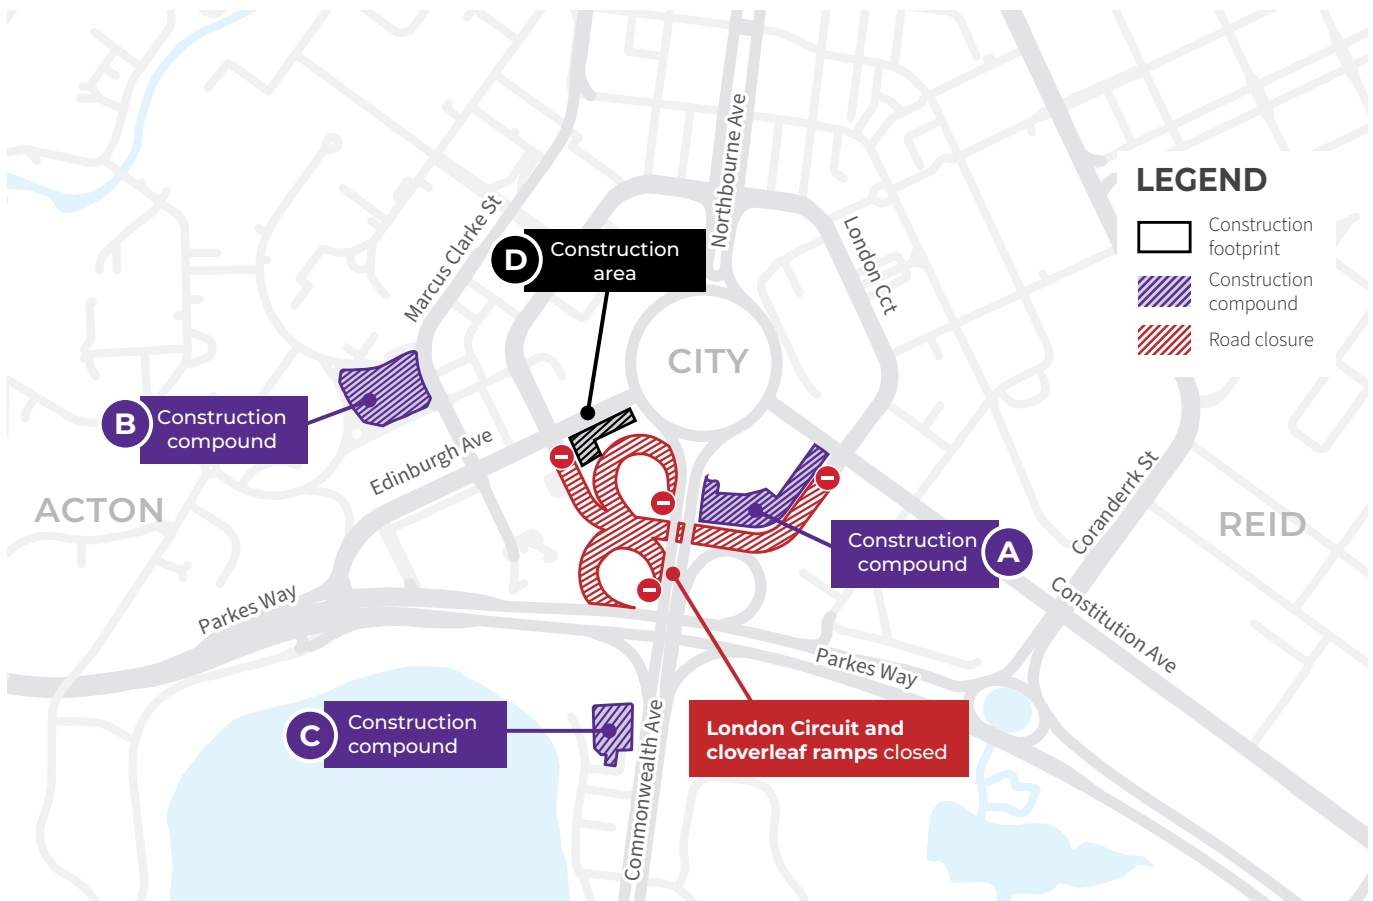 Northbourne Ave
LEGEND
Construction
footprint
Construction
compound
Road closure
Marcus Clarke St
London Cct
D
Construction
area
CITY
B
Construction
compound
Edinburgh Ave
ACTON
Coranderrk St
REID
Construction
compound
A
Parkes Way
Constitution Ave
Parkes Way
C
Construction
compound
Commonwealth Ave
London Circuit and
cloverleaf ramps closed